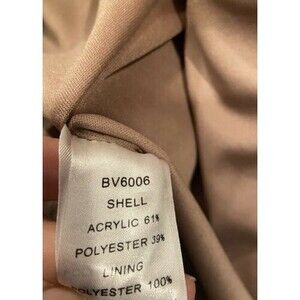 BV6006
SHELL
ACRYLIC 61%
POLYESTER 39%
LINING
POLYESTER 100%